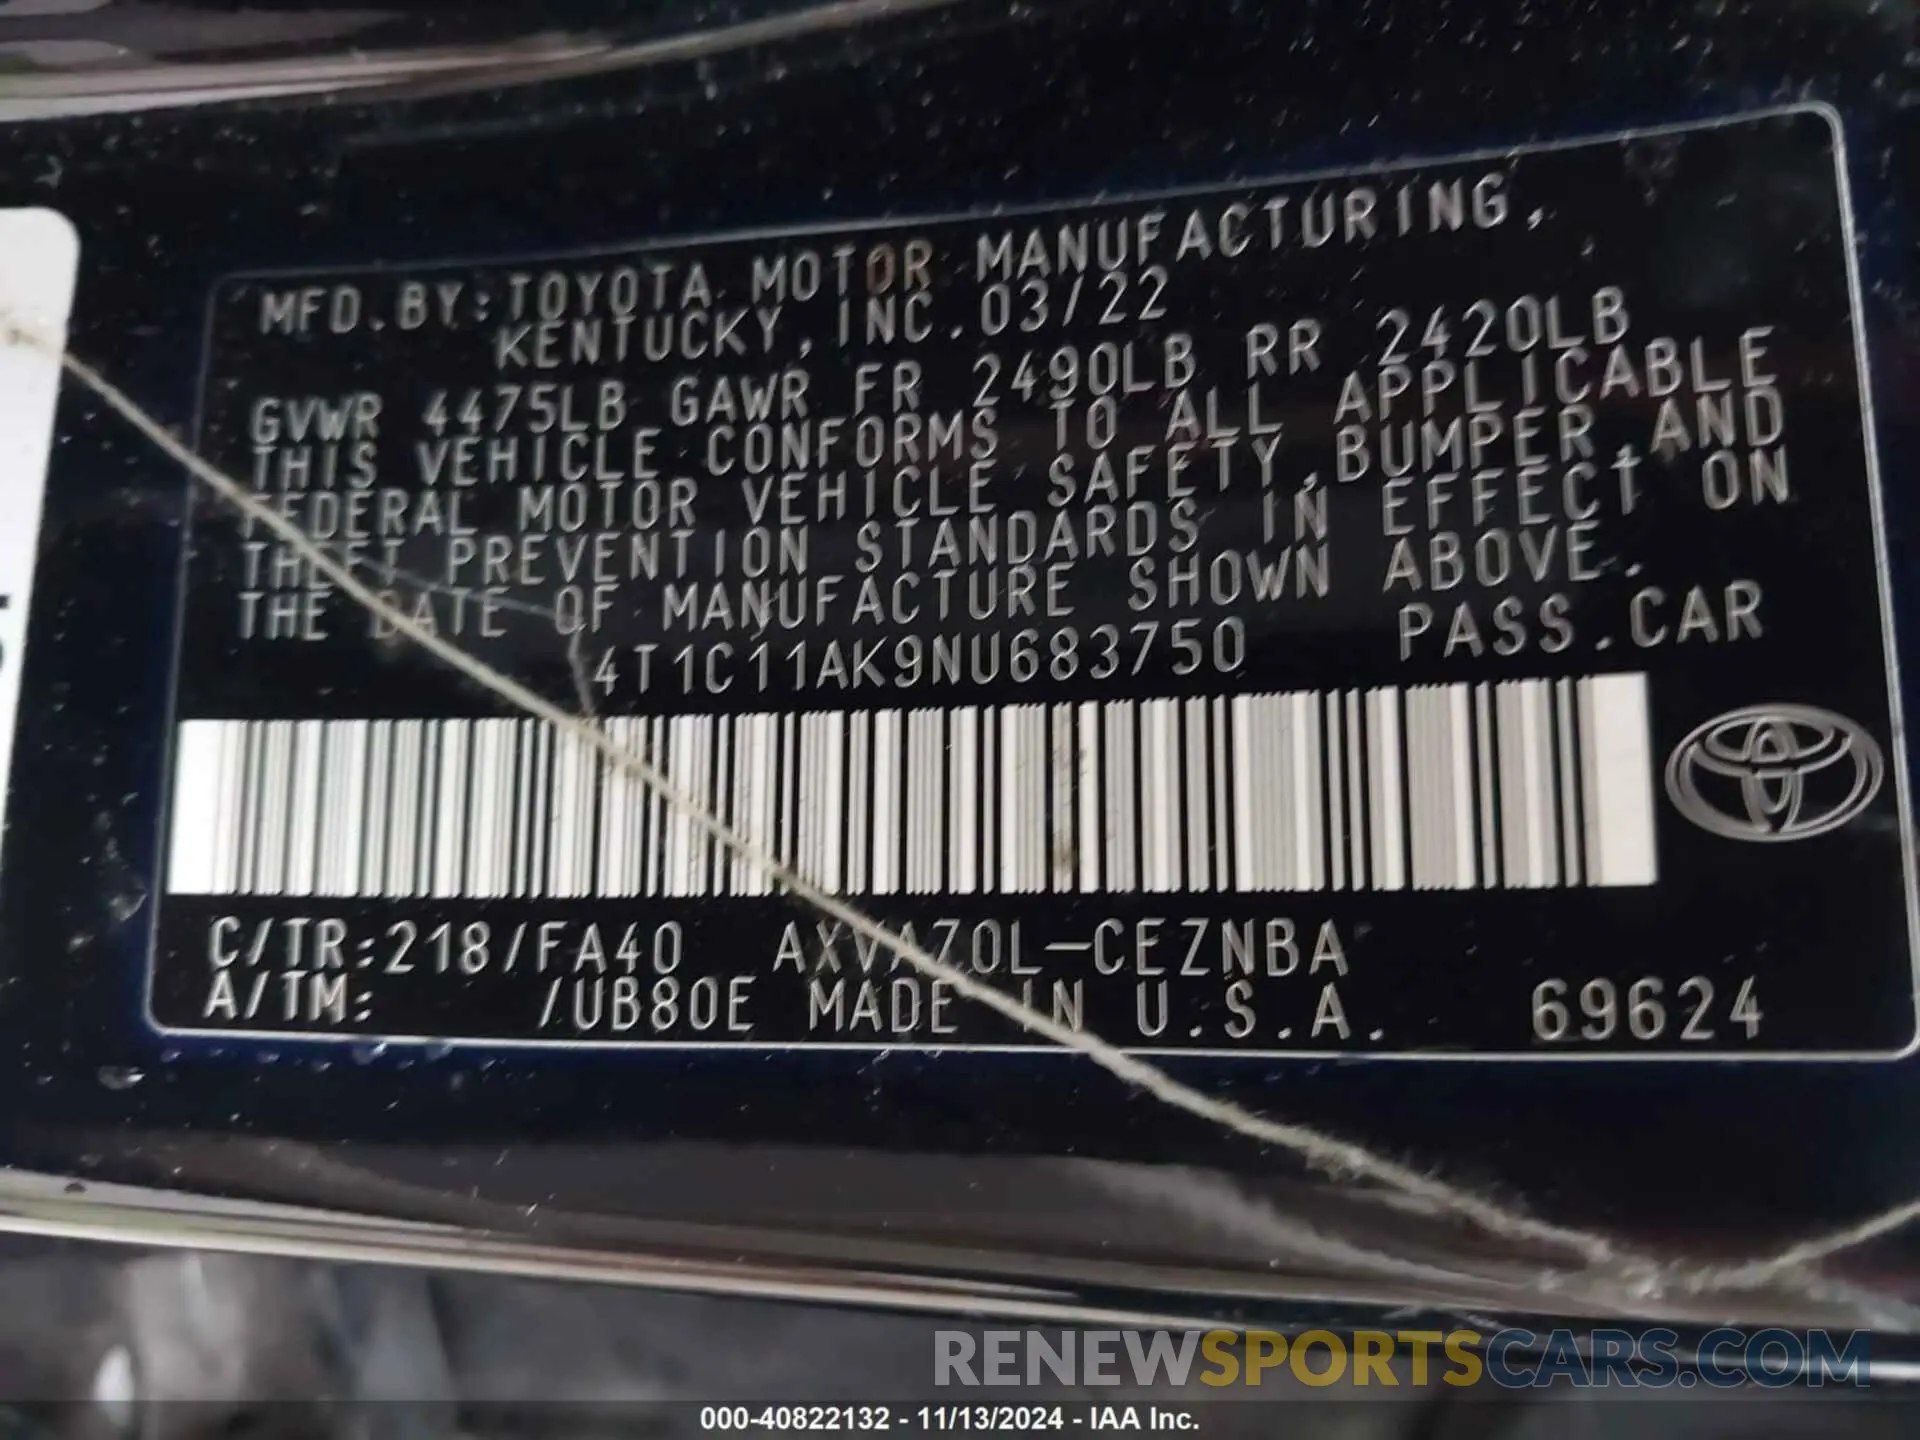 MFD.BY:TOYOTA MOTOR MANUFACTURING,
KENTUCKY, INC.03/22
GVWR 4475LB GAWR FR 2490LB RR 2420LB
THIS VEHICLE CONFORMS TO ALL APPLICABLE
FEDERAL MOTOR VEHICLE SAFETY,BUMPER,AND
THEFT PREVENTION STANDARDS IN EFFECT ON
THE DATE OF MANUFACTURE SHOWN ABOVE.
4T1C11AK9NU683750 PASS.CAR
C/TR:218/FA40 AXVA70L-CEZNBA
A/TM: /UB80E MADE IN U.S.A. 69624
RENEWSPORTSCARS.COM
000-40822132 - 11/13/2024 - IAA Inc.